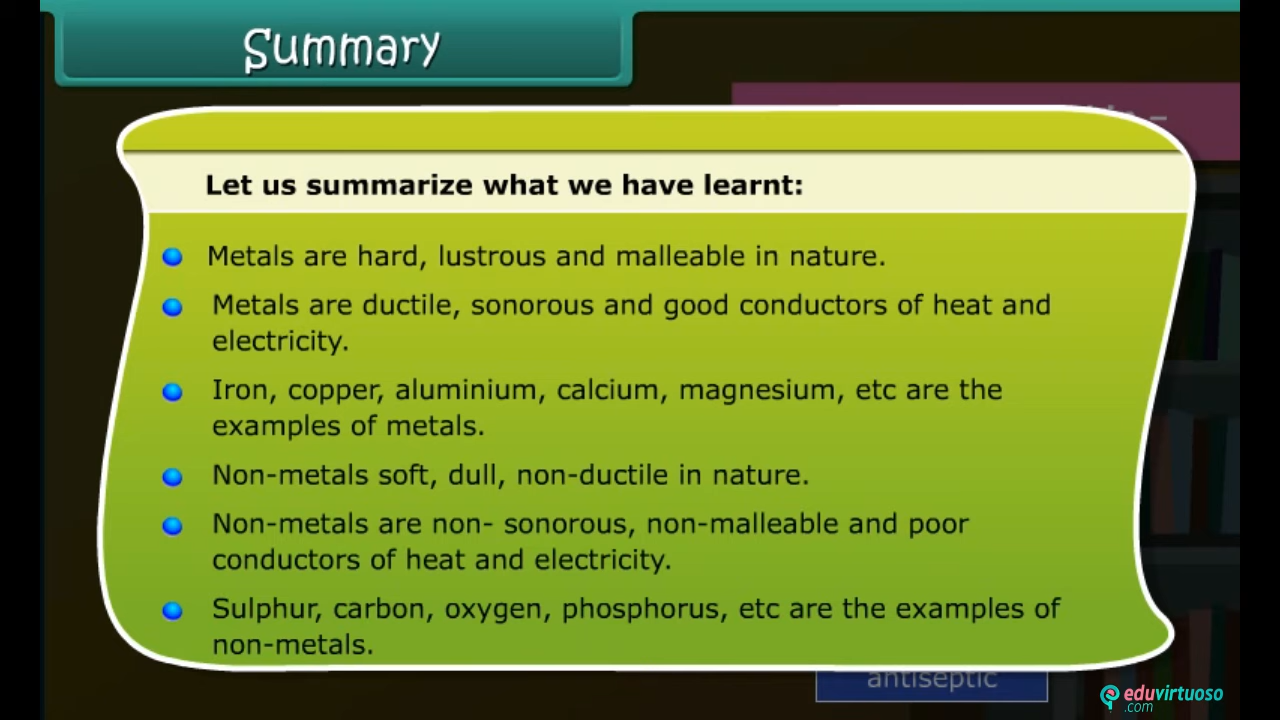 Summary
Let us summarize what we have learnt:
Metals are hard, lustrous and malleable in nature.
Metals are ductile, sonorous and good conductors of heat and
electricity.
Iron, copper, aluminium, calcium, magnesium, etc are the
examples of metals.
Non-metals soft, dull, non-ductile in nature.
Non-metals are non- sonorous, non-malleable and poor
conductors of heat and electricity.
Sulphur, carbon, oxygen, phosphorus, etc are the examples of
non-metals.
antiseptic
eduvirtuoso
.com